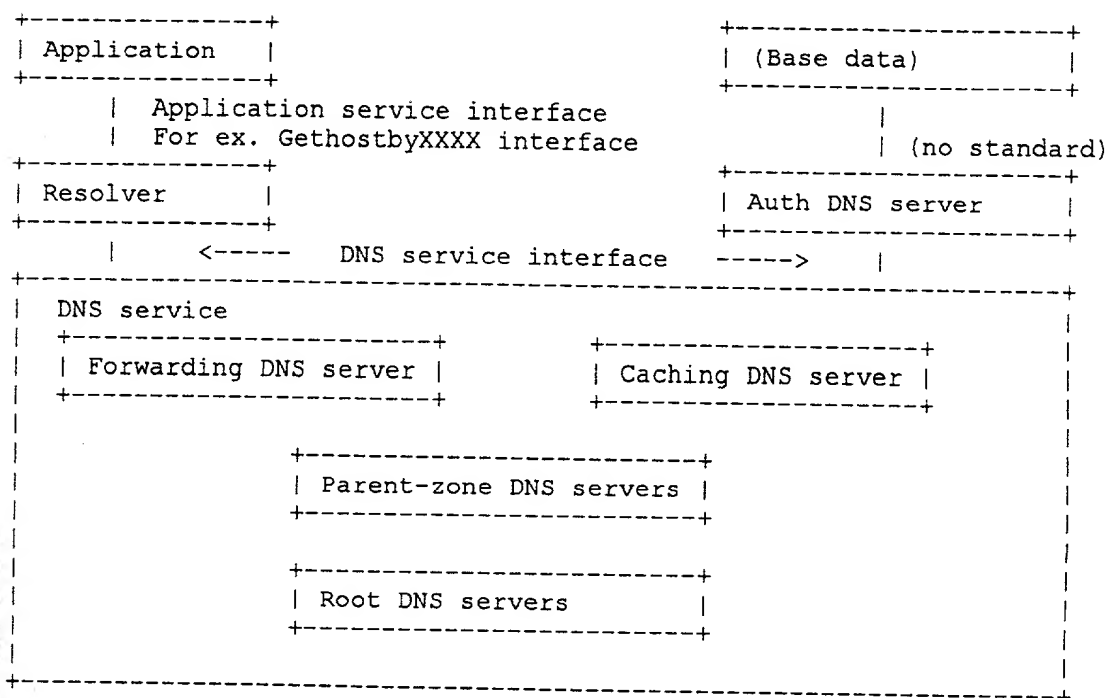 Application
(Base data)
Application service interface
For ex. GethostbyXXXX interface
(no standard)
Resolver
Auth DNS server
<----- DNS service interface ----->
DNS service
Forwarding DNS server
Caching DNS server
Parent-zone DNS servers
Root DNS servers